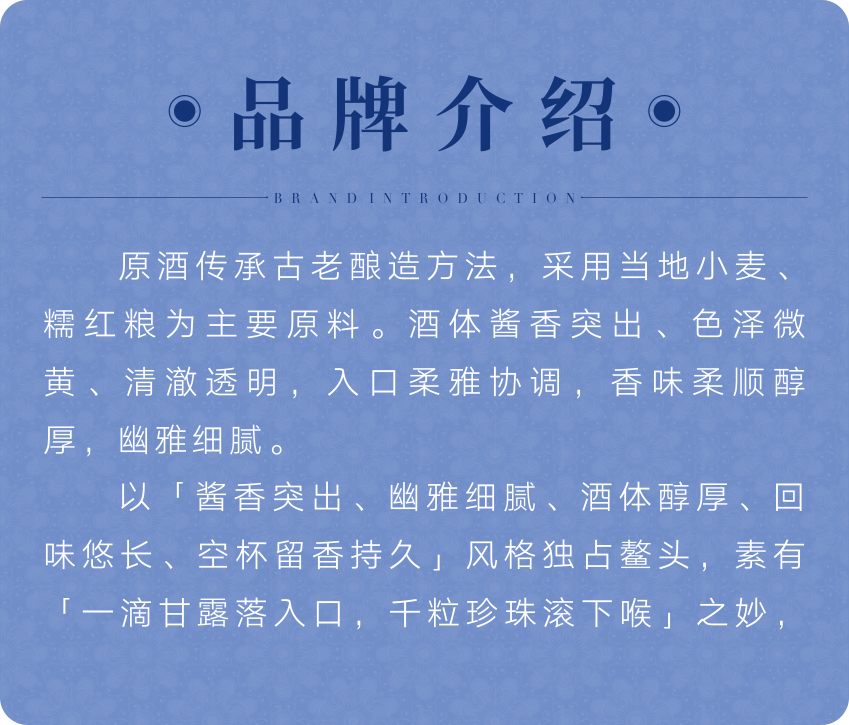 品牌介绍
BRAND INTRODUCTION
原酒传承古老酿造方法，采用当地小麦、
糯红粮为主要原料。酒体酱香突出、色泽微
黄、清澈透明，入口柔雅协调，香味柔顺醇
厚，幽雅细腻。
以「酱香突出、幽雅细腻、酒体醇厚、回
味悠长、空杯留香持久」风格独占鳌头，素有
「一滴甘露落入口，千粒珍珠滚下喉」之妙，